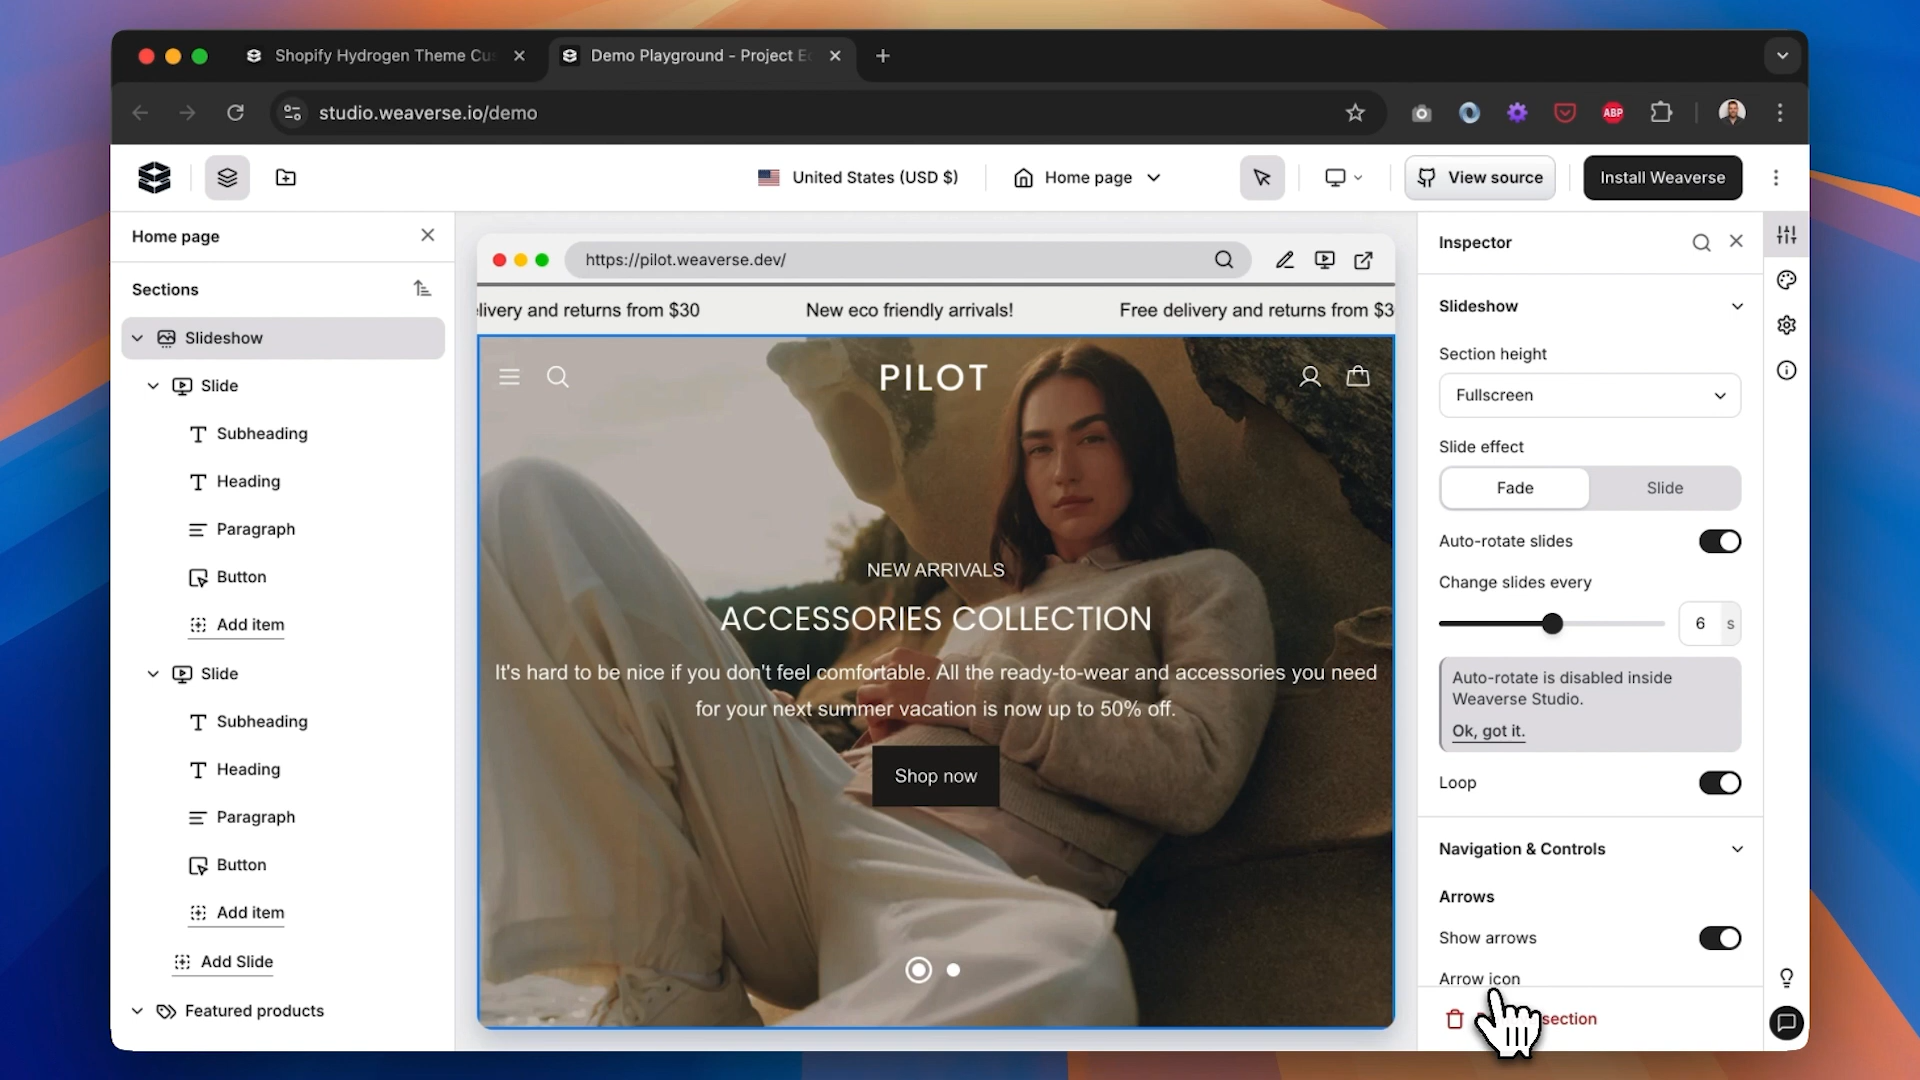 Shopify Hydrogen Theme Cu
Demo Playground - Project E
studio.weaverse.io/demo
ABP
United States (USD $)
Home page
View source
Install Weaverse
Home page
Sections
Slideshow
Slide
Subheading
Heading
Paragraph
Button
Add item
Slide
Subheading
Heading
Paragraph
Button
Add item
Add Slide
Featured products
https://pilot.weaverse.dev/
livery and returns from $30
New eco friendly arrivals!
Free delivery and returns from $3
PILOT
NEW ARRIVALS
ACCESSORIES COLLECTION
It's hard to be nice if you don't feel comfortable. All the ready-to-wear and accessories you need
for your next summer vacation is now up to 50% off.
Shop now
Inspector
Slideshow
Section height
Fullscreen
Slide effect
Fade
Slide
Auto-rotate slides
Change slides every
6 s
Auto-rotate is disabled inside
Weaverse Studio.
Ok, got it.
Loop
Navigation & Controls
Arrows
Show arrows
Arrow icon
section